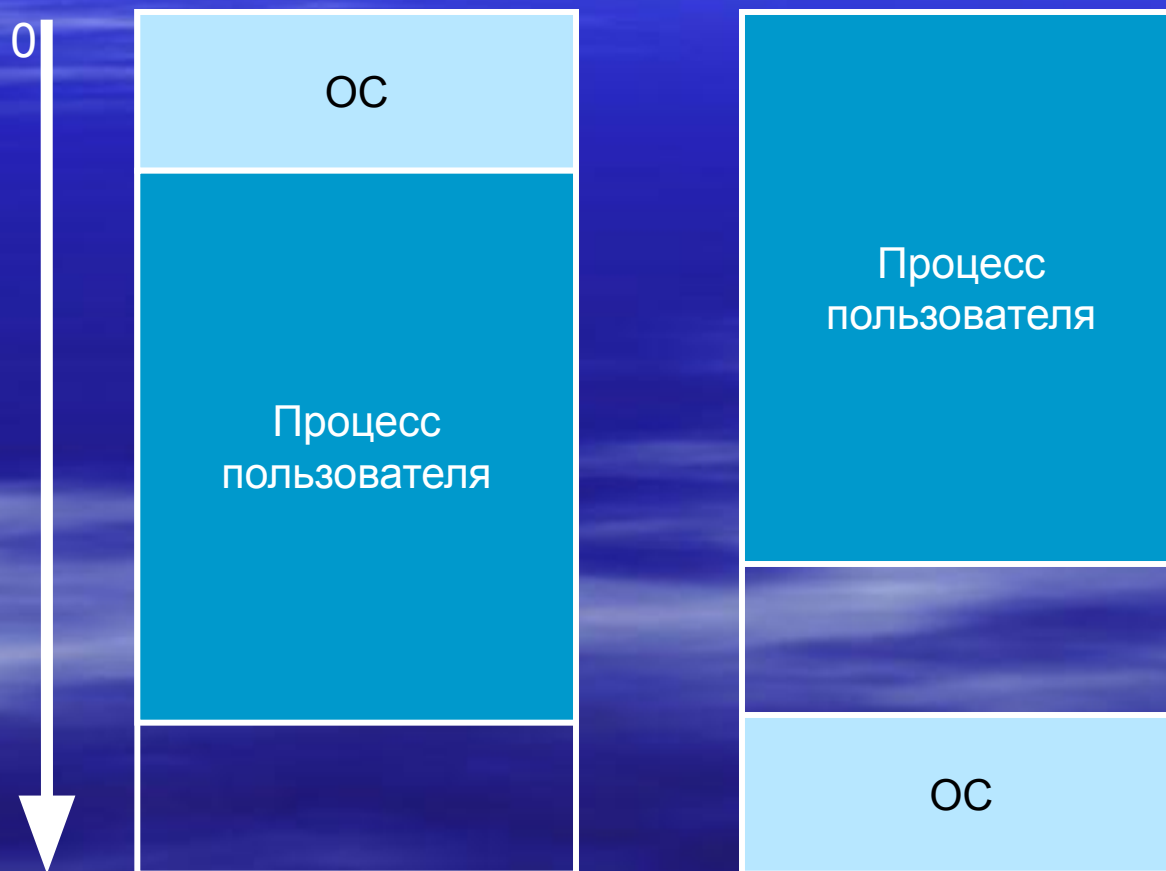 0
ОС
Процесс
пользователя
Процесс
пользователя
ОС